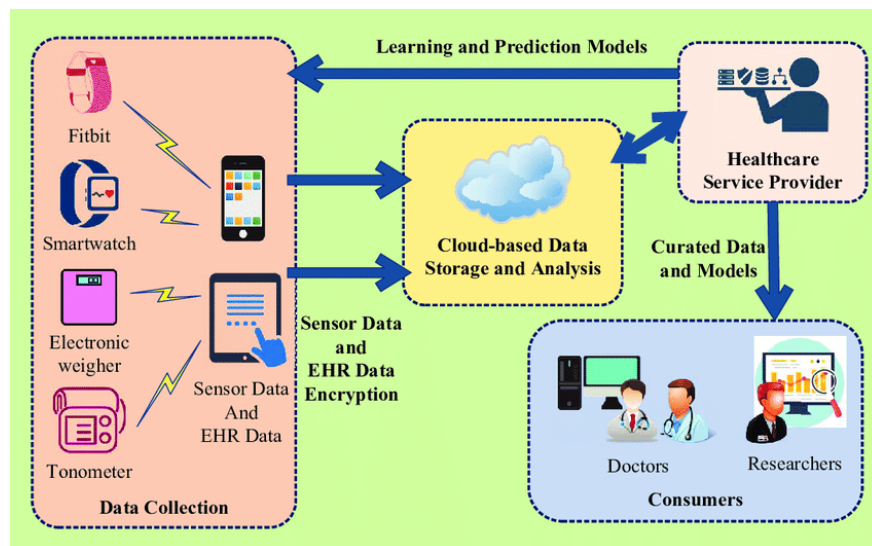 Learning and Prediction Models
Fitbit
Smartwatch
Electronic
weigher
Tonometer
Sensor Data
And
EHR Data
Data Collection
Sensor Data
and
EHR Data
Encryption
Cloud-based Data
Storage and Analysis
Healthcare
Service Provider
Curated Data
and Models
Doctors
Researchers
Consumers